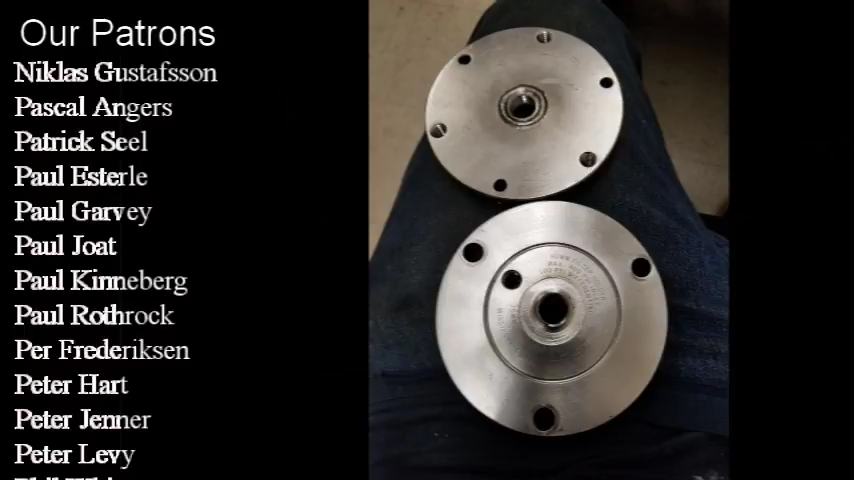 Our Patrons
Niklas Gustafsson
Pascal Angers
Patrick Seel
Paul Esterle
Paul Garvey
Paul Joat
Paul Kinneberg
Paul Rothrock
Per Frederiksen
Peter Hart
Peter Jenner
Peter Levy